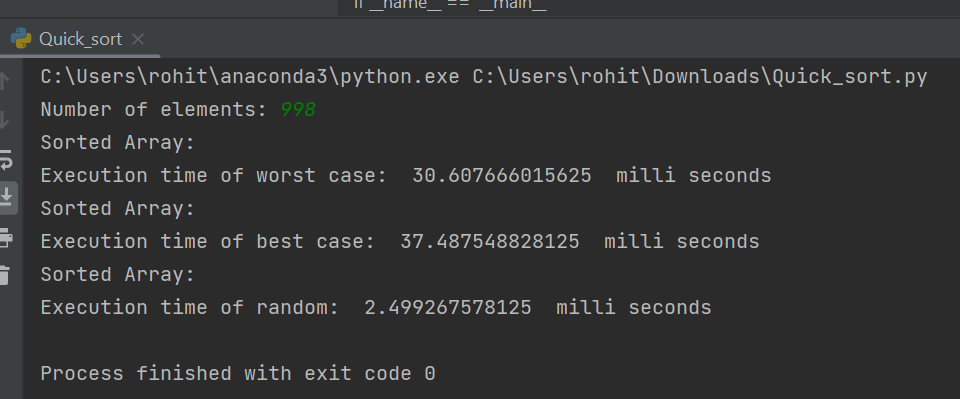 if __name__ == '__main__
Quick_sort
C:\Users\rohit\anaconda3\python.exe C:\Users\rohit\Downloads\Quick_sort.py
Number of elements: 998
Sorted Array:
Execution time of worst case:  30.607666015625  milli seconds
Sorted Array:
Execution time of best case:  37.487548828125  milli seconds
Sorted Array:
Execution time of random:  2.499267578125  milli seconds
Process finished with exit code 0